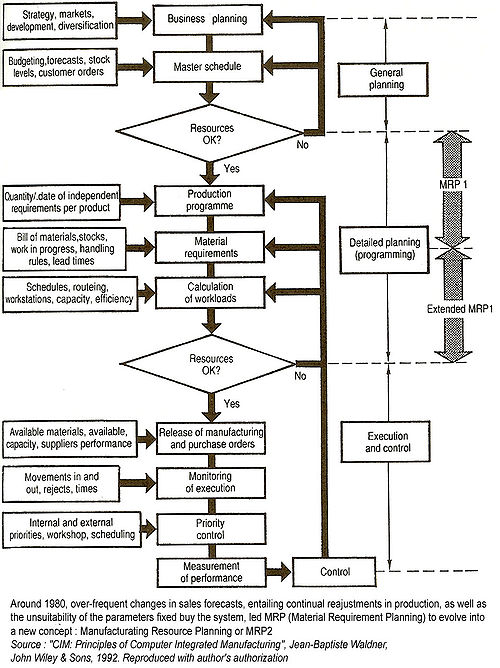 Strategy, markets,
development, diversification
Business planning
Budgeting,forecasts, stock
levels, customer orders
Master schedule
General
planning
Resources
OK?
No
Yes
Quantity/.date of independent
requirements per product
Production
programme
MRP 1
Bill of materials,stocks,
work in progress, handling
rules, lead times
Material
requirements
Detailed planning
(programming)
Schedules, routeing,
workstations, capacity, efficiency
Calculation
of workloads
Extended MRP1
Resources
OK?
No
Yes
Available materials, available,
capacity, suppliers performance
Release of manufacturing
and purchase orders
Execution
and control
Movements in and
out, rejects, times
Monitoring
of execution
Internal and external
priorities, workshop, scheduling
Priority
control
Measurement
of performance
Control
Around 1980, over-frequent changes in sales forecasts, entailing continual reajustments in production, as well as
the unsuitability of the parameters fixed buy the system, led MRP (Material Requirement Planning) to evolve into
a new concept : Manufacturating Resource Planning or MRP2
Source : "CIM: Principles of Computer Integrated Manufacturing", Jean-Baptiste Waldner,
John Wiley & Sons, 1992. Reproduced with author's authorization